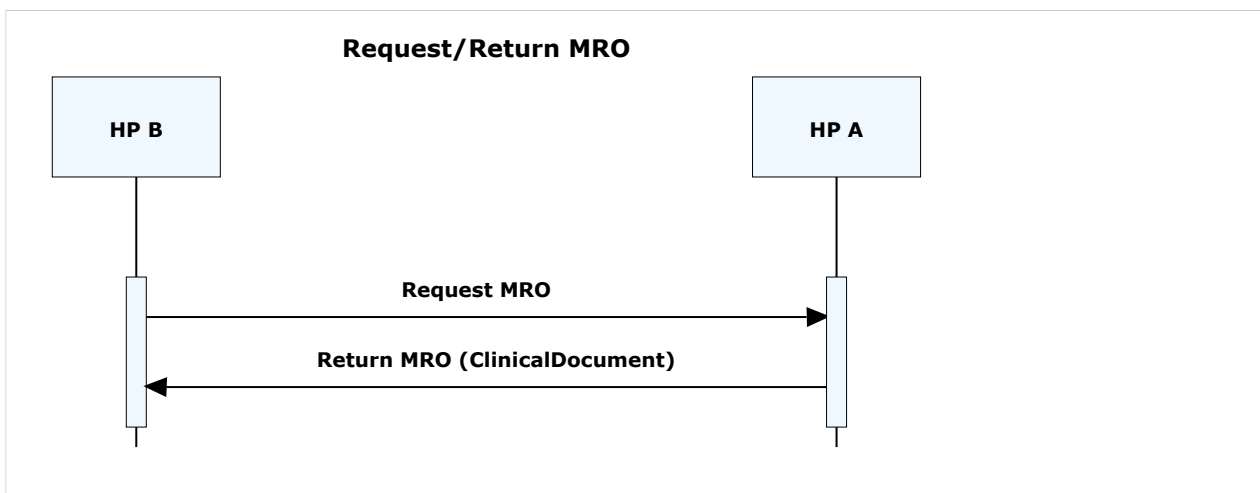 Request/Return MRO
HP B
HP A
Request MRO
Return MRO (ClinicalDocument)